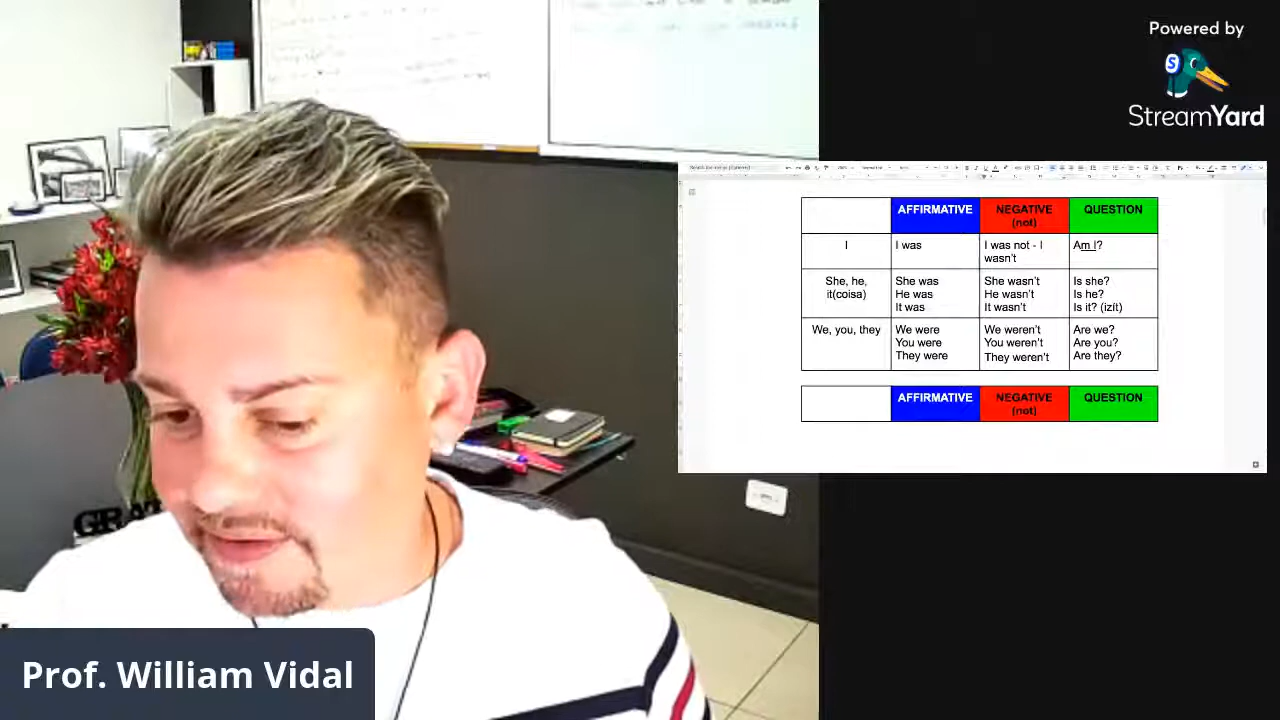 Powered by
StreamYard
AFFIRMATIVE NEGATIVE QUESTION
(not)
I I was I was not - I Am I?
wasn't
She, he, She was She wasn't Is she?
it(coisa) He was He wasn't Is he?
It was It wasn't Is it? (izít)
We, you, they We were We weren't Are we?
You were You weren't Are you?
They were They weren't Are they?
AFFIRMATIVE NEGATIVE QUESTION
(not)
GRAT
Prof. William Vidal